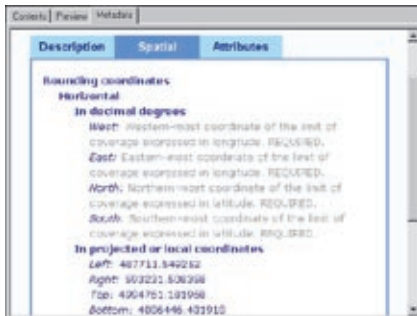 Contents Preview Metadata
Description Spatial Attributes
Bounding coordinates
Horizontal
In decimal degrees
West: Western-most coordinate of the limit of
coverage expressed in longitude. REQUIRED.
East: Eastern-most coordinate of the limit of
coverage expressed in longitude. REQUIRED.
North: Northern-most coordinate of the limit of
coverage expressed in latitude. REQUIRED.
South: Southern-most coordinate of the limit of
coverage expressed in latitude. REQUIRED.
In projected or local coordinates
Left:
Right:
Top:
Bottom: